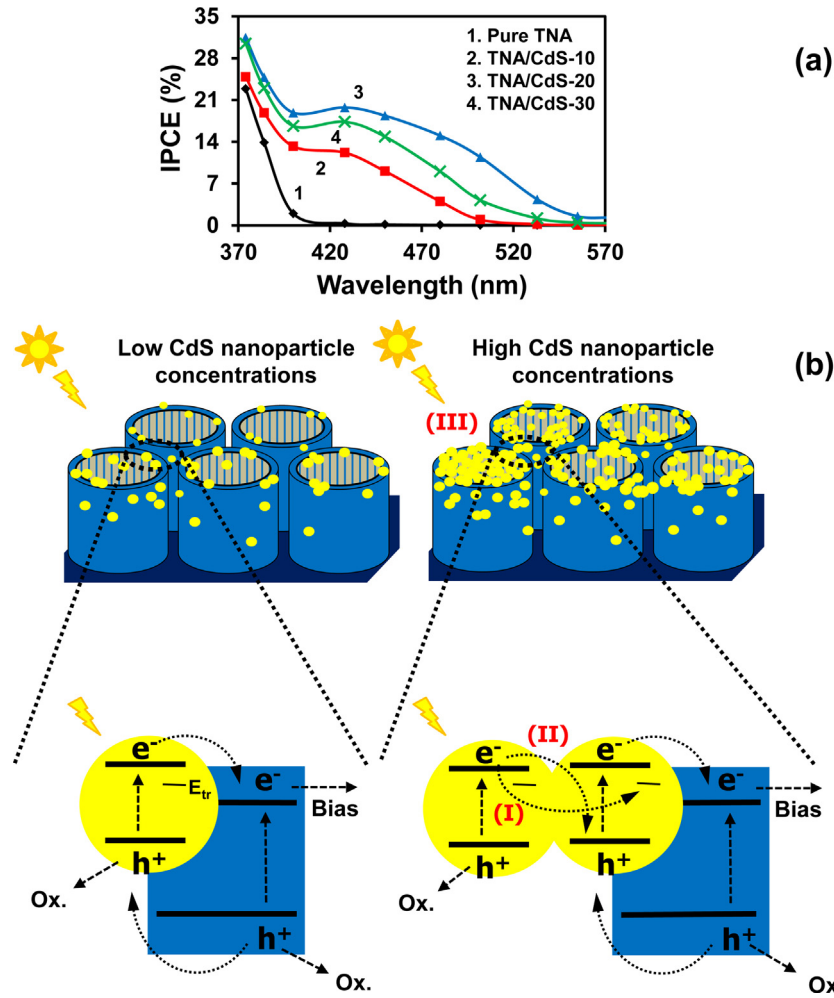 35
28
21
14
7
0
IPCE (%)
370
420
470
520
570
Wavelength (nm)
1. Pure TNA
2. TNA/CdS-10
3. TNA/CdS-20
4. TNA/CdS-30
3
4
2
1
(a)
Low CdS nanoparticle
concentrations
High CdS nanoparticle
concentrations
(b)
(III)
e-
Etr
h+
Ox.
e-
Bias
h+
Ox.
e-
(II)
e-
(I)
h+
h+
Ox.
e-
Bias
h+
Ox